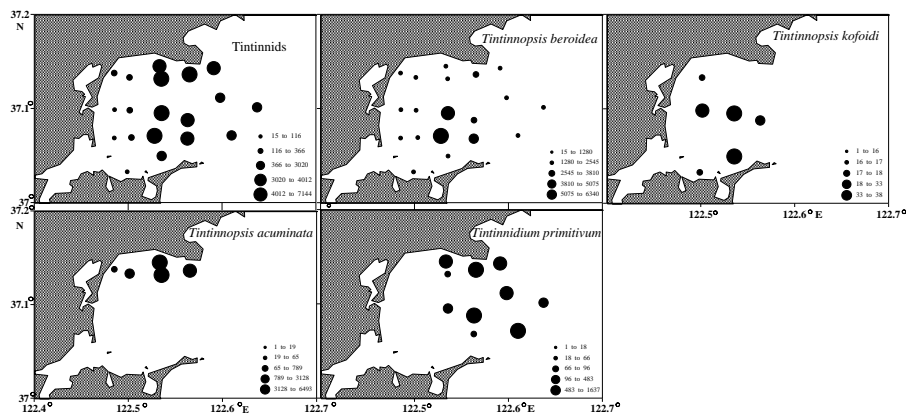 37.2
N
Tintinnids
Tintinnopsis beroidea
Tintinnopsis kofoidi
37.1°
15 to 116
116 to 366
366 to 3020
3020 to 4012
4012 to 7144
15 to 1280
1280 to 2545
2545 to 3810
3810 to 5075
5075 to 6340
1 to 16
16 to 17
17 to 18
18 to 33
33 to 38
37°
122.5° 122.6° E 122.7°
37.2
N
Tintinnopsis acuminata
Tintinnidium primitivum
37.1°
1 to 19
19 to 65
65 to 789
789 to 3128
3128 to 6493
1 to 18
18 to 66
66 to 96
96 to 483
483 to 1637
37°
122.4° 122.5° 122.6° E 122.7° 122.5° 122.6° E 122.7°